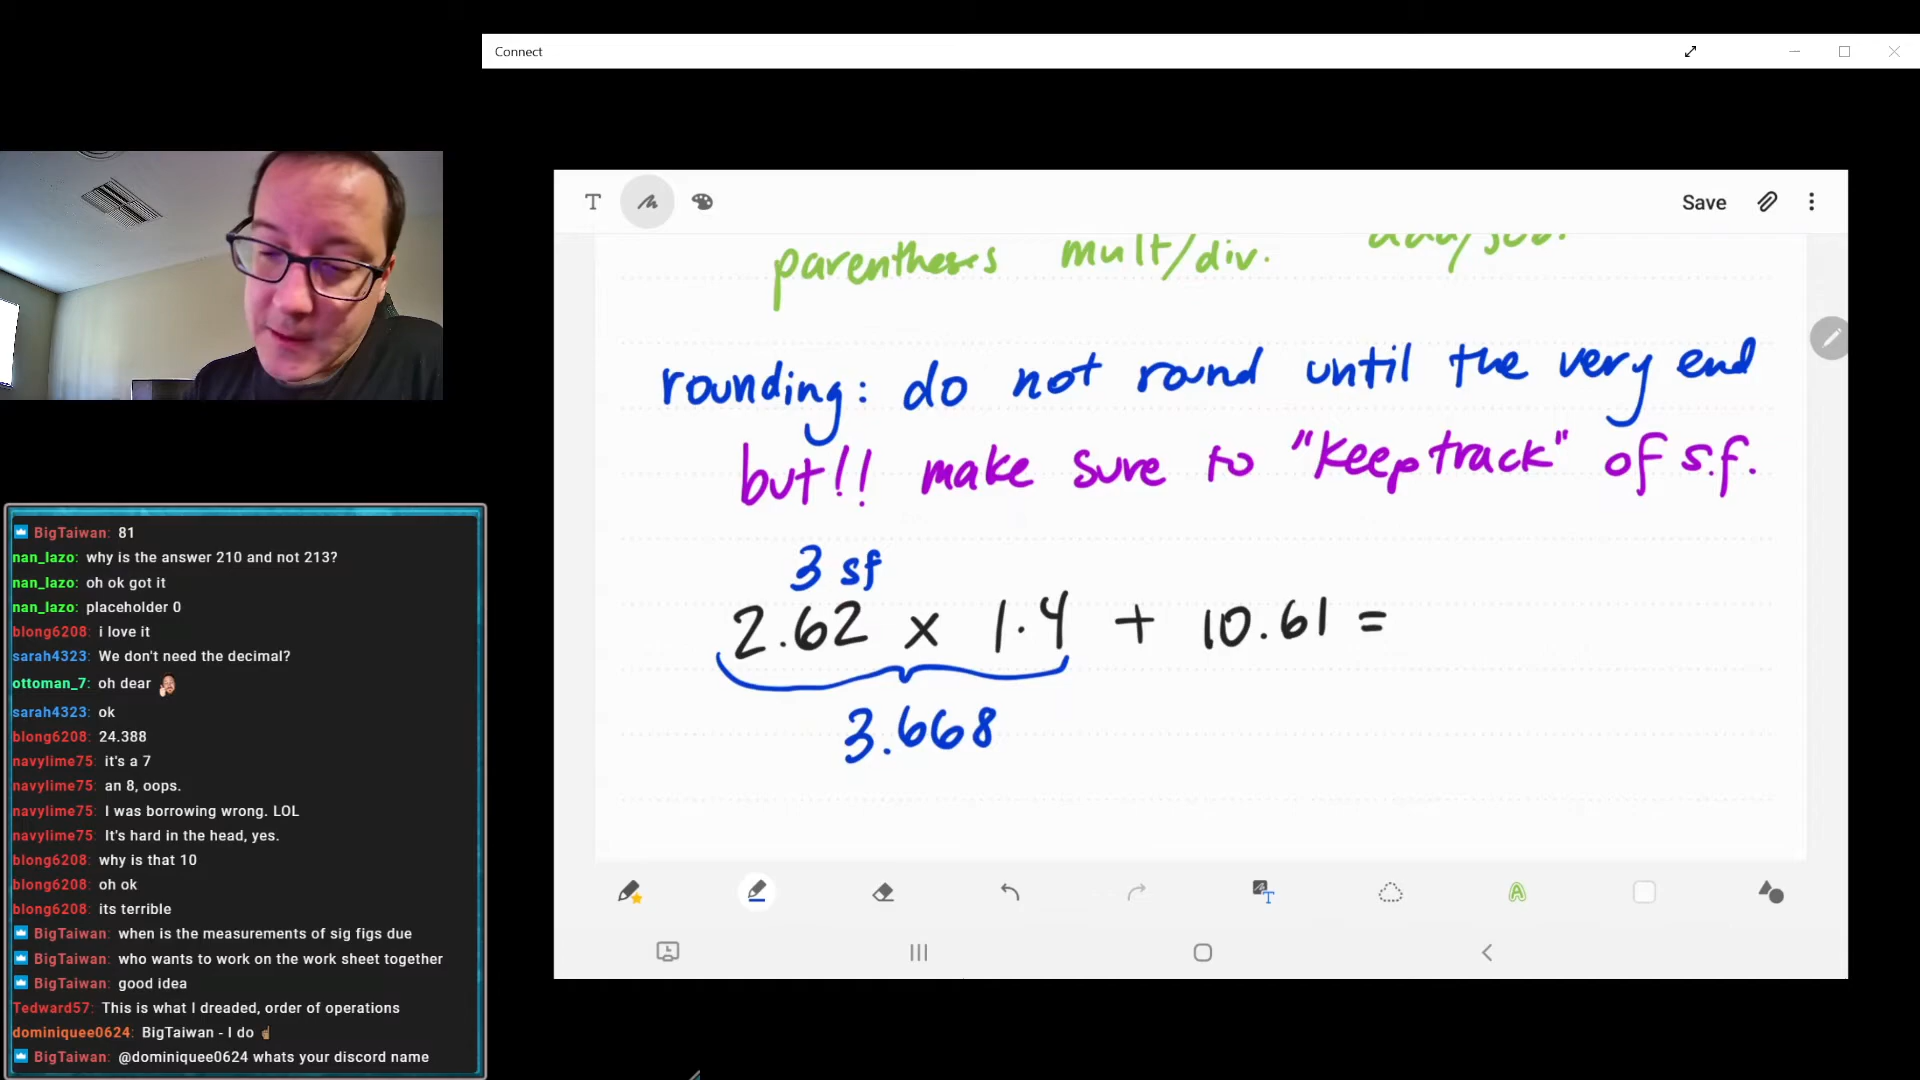 Connect
T
Save
parentheses mult/div. add/sub.
rounding: do not round until the very end
but!! make sure to "keep track" of s.f.
3 sf
2.62 x 1.4 + 10.61 =
3.668
BigTaiwan: 81
nan_lazo: why is the answer 210 and not 213?
nan_lazo: oh ok got it
nan_lazo: placeholder 0
blong6208: i love it
sarah4323: We don't need the decimal?
ottoman_7: oh dear
sarah4323: ok
blong6208: 24.388
navylime75: it's a 7
navylime75: an 8, oops.
navylime75: I was borrowing wrong. LOL
navylime75: It's hard in the head, yes.
blong6208: why is that 10
blong6208: oh ok
blong6208: its terrible
BigTaiwan: when is the measurements of sig figs due
BigTaiwan: who wants to work on the work sheet together
BigTaiwan: good idea
Tedward57: This is what I dreaded, order of operations
dominiquee0624: BigTaiwan - I do
BigTaiwan: @dominiquee0624 whats your discord name